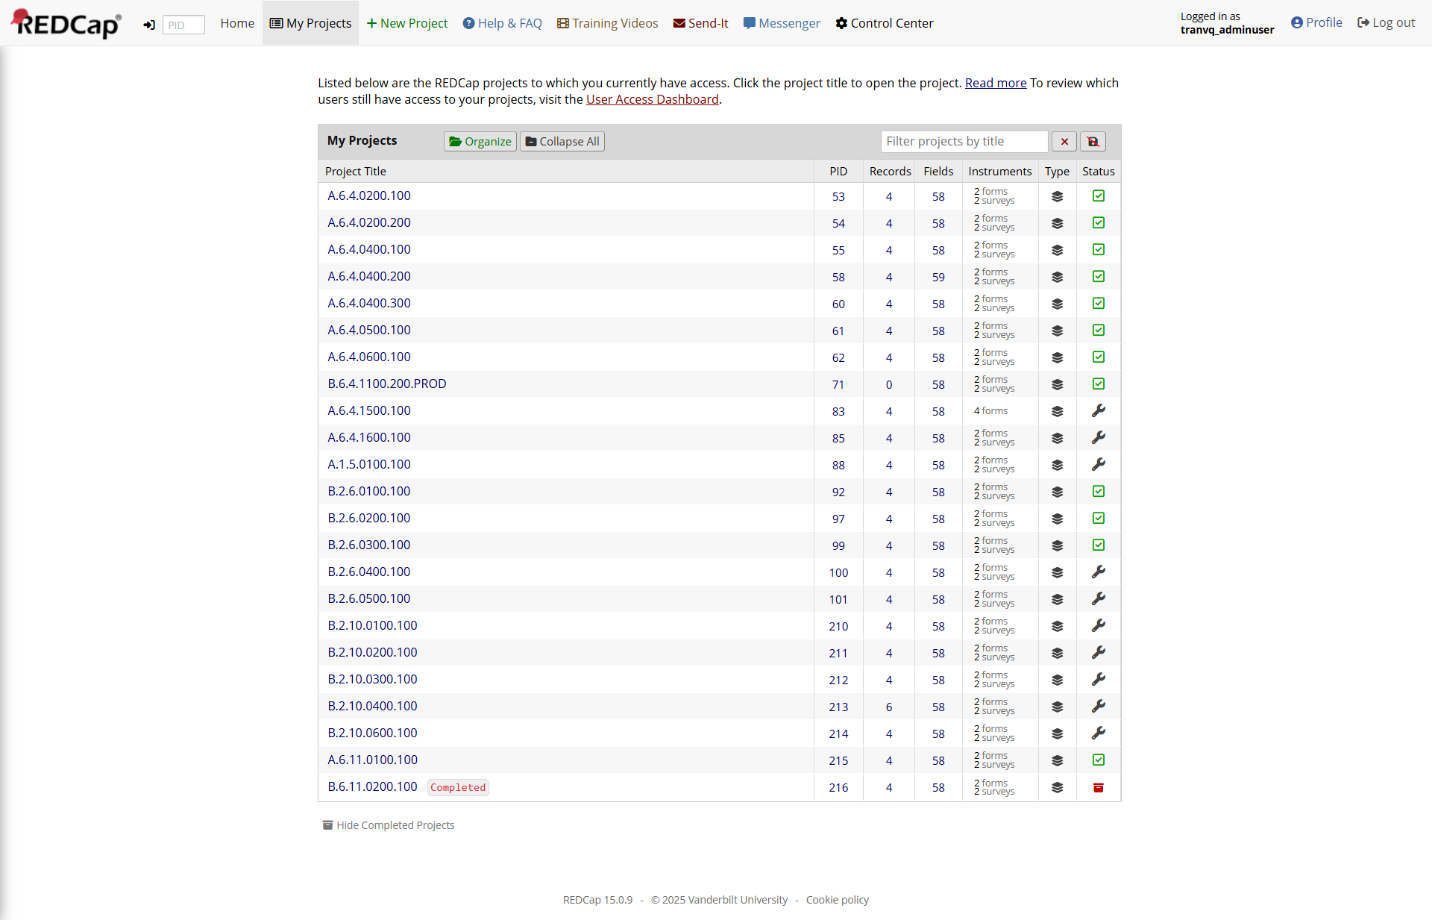 REDCap®
PID
Home
My Projects
New Project
Help & FAQ
Training Videos
Send-It
Messenger
Control Center
Logged in as
tranvq_adminuser
Profile
Log out
Listed below are the REDCap projects to which you currently have access. Click the project title to open the project. Read more To review which
users still have access to your projects, visit the User Access Dashboard.
My Projects Organize Collapse All Filter projects by title
Project Title PID Records Fields Instruments Type Status
A.6.4.0200.100 53 4 58 2 forms
2 surveys
A.6.4.0200.200 54 4 58 2 forms
2 surveys
A.6.4.0400.100 55 4 58 2 forms
2 surveys
A.6.4.0400.200 58 4 59 2 forms
2 surveys
A.6.4.0400.300 60 4 58 2 forms
2 surveys
A.6.4.0500.100 61 4 58 2 forms
2 surveys
A.6.4.0600.100 62 4 58 2 forms
2 surveys
B.6.4.1100.200.PROD 71 0 58 2 forms
2 surveys
A.6.4.1500.100 83 4 58 4 forms
A.6.4.1600.100 85 4 58 2 forms
2 surveys
A.1.5.0100.100 88 4 58 2 forms
2 surveys
B.2.6.0100.100 92 4 58 2 forms
2 surveys
B.2.6.0200.100 97 4 58 2 forms
2 surveys
B.2.6.0300.100 99 4 58 2 forms
2 surveys
B.2.6.0400.100 100 4 58 2 forms
2 surveys
B.2.6.0500.100 101 4 58 2 forms
2 surveys
B.2.10.0100.100 210 4 58 2 forms
2 surveys
B.2.10.0200.100 211 4 58 2 forms
2 surveys
B.2.10.0300.100 212 4 58 2 forms
2 surveys
B.2.10.0400.100 213 6 58 2 forms
2 surveys
B.2.10.0600.100 214 4 58 2 forms
2 surveys
A.6.11.0100.100 215 4 58 2 forms
2 surveys
B.6.11.0200.100 Completed 216 4 58 2 forms
2 surveys
Hide Completed Projects
REDCap 15.0.9 - © 2025 Vanderbilt University - Cookie policy